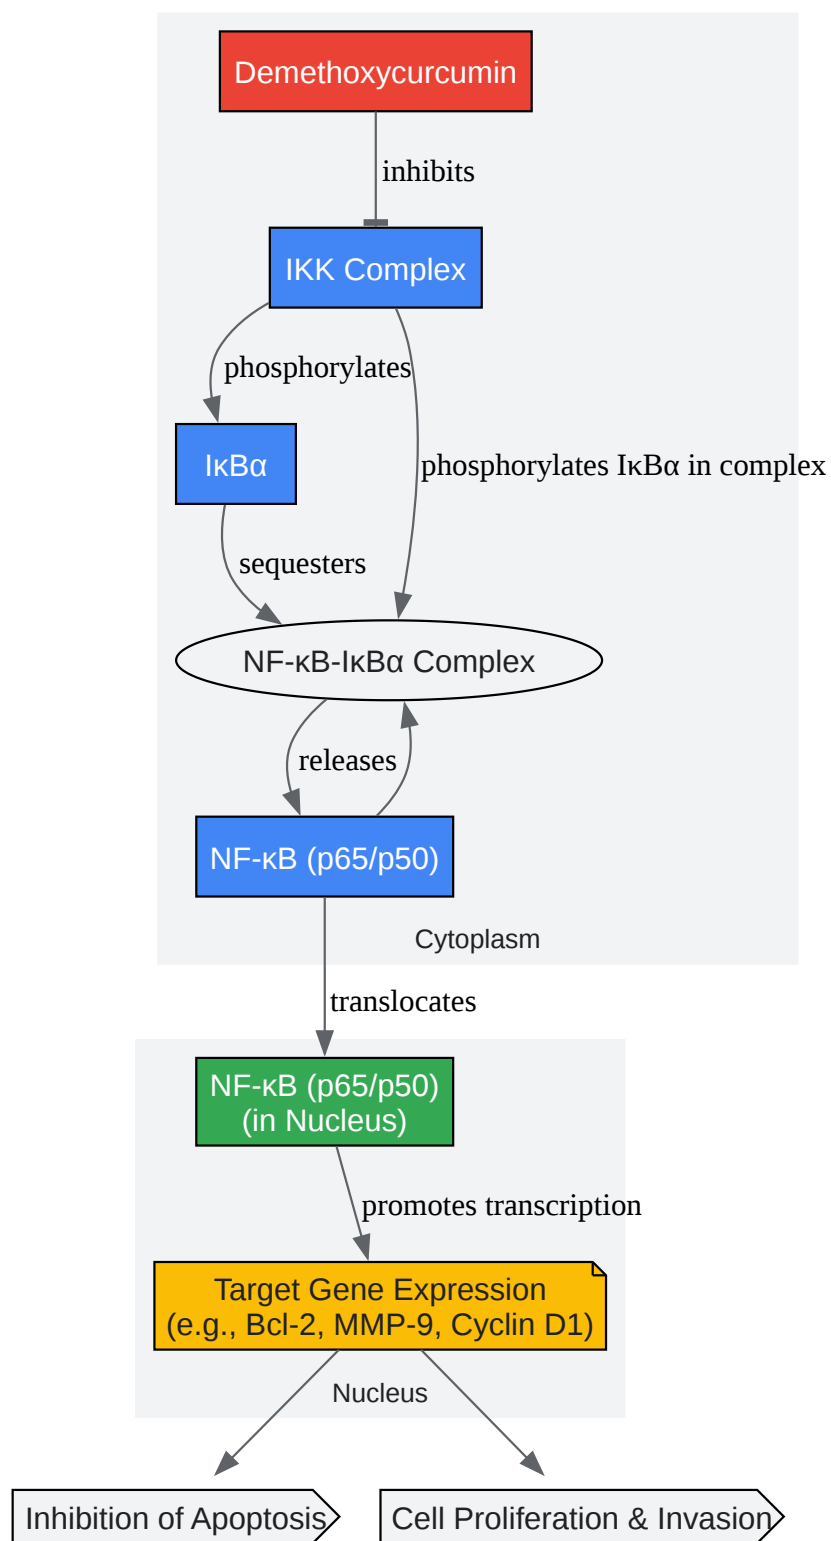 Demethoxycurcumin
inhibits
IKK Complex
phosphorylates
IκBα
phosphorylates IκBα in complex
sequesters
NF-κB-IκBα Complex
releases
NF-κB (p65/p50)
Cytoplasm
translocates
NF-κB (p65/p50)
(in Nucleus)
promotes transcription
Target Gene Expression
(e.g., Bcl-2, MMP-9, Cyclin D1)
Nucleus
Inhibition of Apoptosis
Cell Proliferation & Invasion